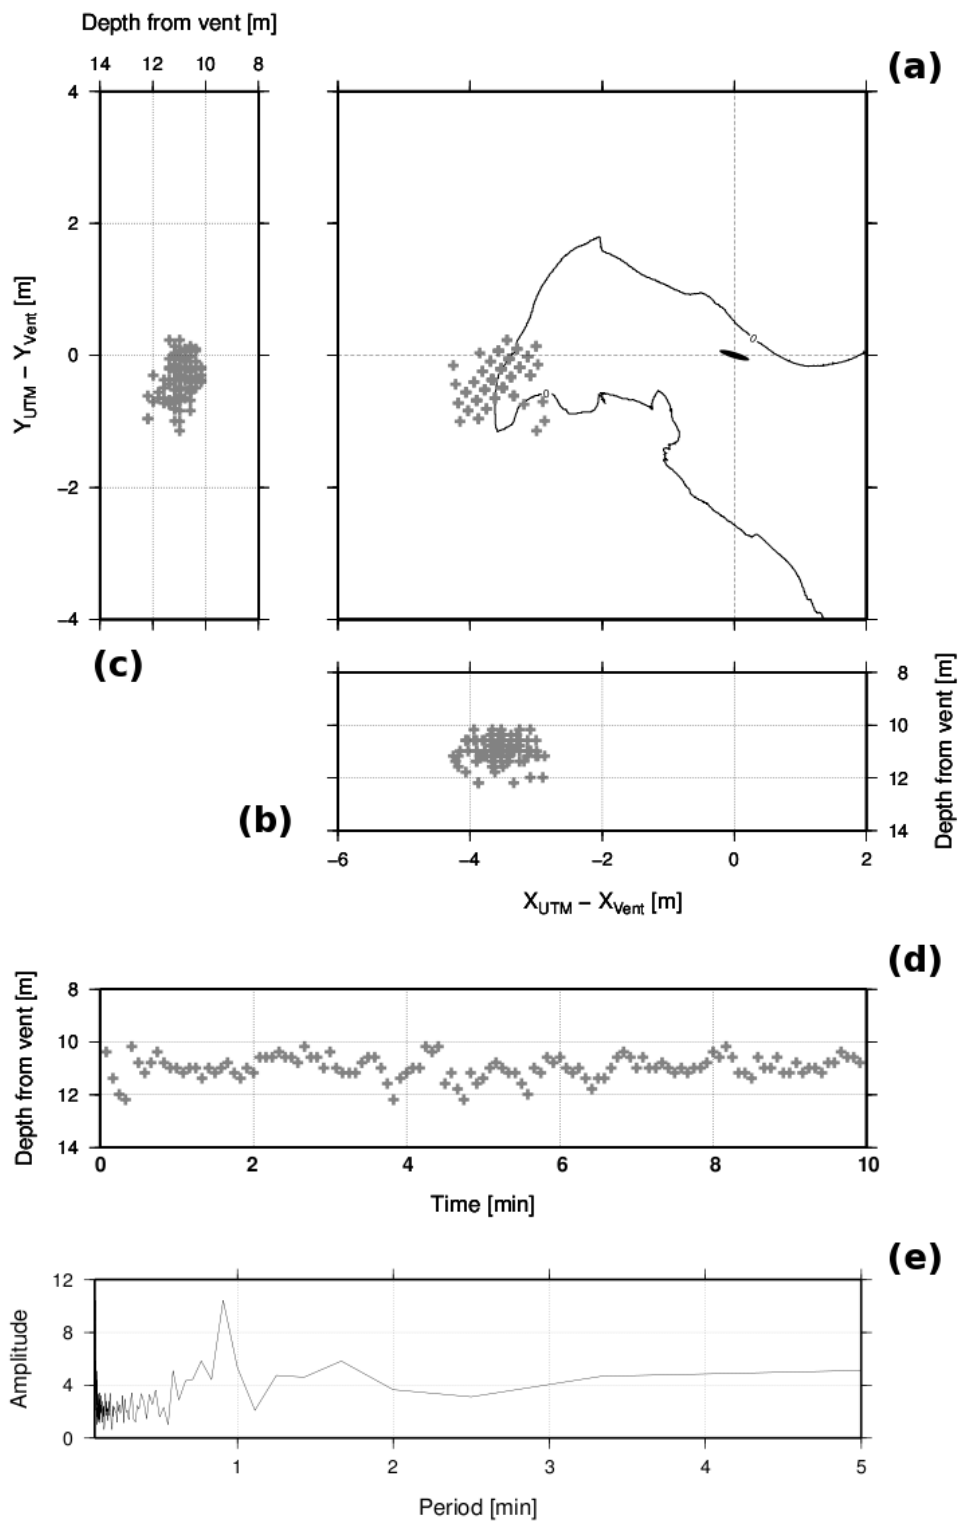 Depth from vent [m]
14 12 10 8
(a)
4
2
0
−2
−4
Y_UTM − Y_Vent [m]
0
0
(c)
8
10
12
14
Depth from vent [m]
(b)
−6 −4 −2 0 2
X_UTM − X_Vent [m]
(d)
8
10
12
14
Depth from vent [m]
0 2 4 6 8 10
Time [min]
(e)
12
8
4
0
Amplitude
1 2 3 4 5
Period [min]